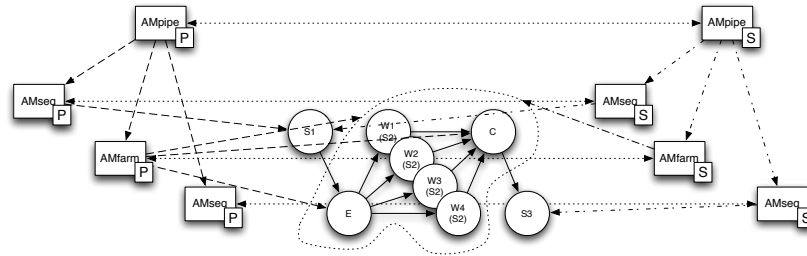 AMpipe
P
AMpipe
S
AMseq
P
AMseq
S
S1
W1
(S2)
C
W2
(S2)
AMfarm
P
AMfarm
S
W3
(S2)
AMseq
P
E
W4
(S2)
S3
AMseq
S